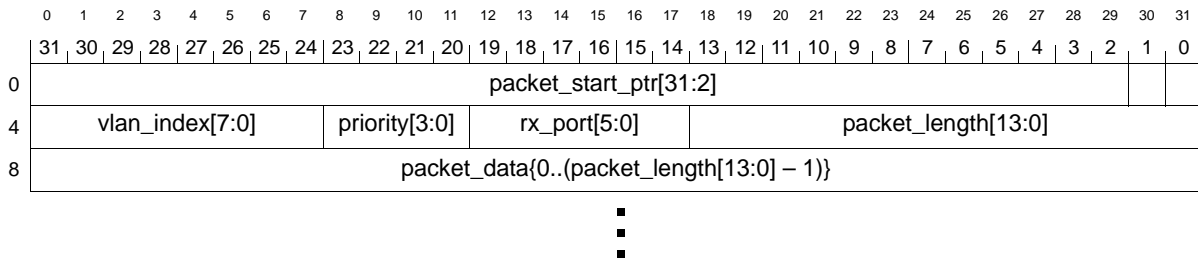 0 1 2 3 4 5 6 7 8 9 10 11 12 13 14 15 16 17 18 19 20 21 22 23 24 25 26 27 28 29 30 31
31 30 29 28 27 26 25 24 23 22 21 20 19 18 17 16 15 14 13 12 11 10 9 8 7 6 5 4 3 2 1 0
0 packet_start_ptr[31:2]
4 vlan_index[7:0] priority[3:0] rx_port[5:0] packet_length[13:0]
8 packet_data{0..(packet_length[13:0] – 1)}